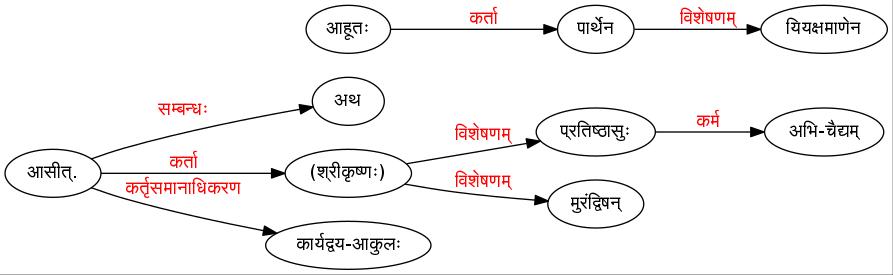 आहूतः कर्ता पार्थेन विशेषणम् यियक्षमाणेन
सम्बन्धः अथ
आसीत्. कर्ता (श्रीकृष्णः) विशेषणम् प्रतिष्ठासुः कर्म अभि-चैद्यम्
विशेषणम् मुरंद्विषन्
कर्तृसमानाधिकरण कार्यद्वय-आकुलः